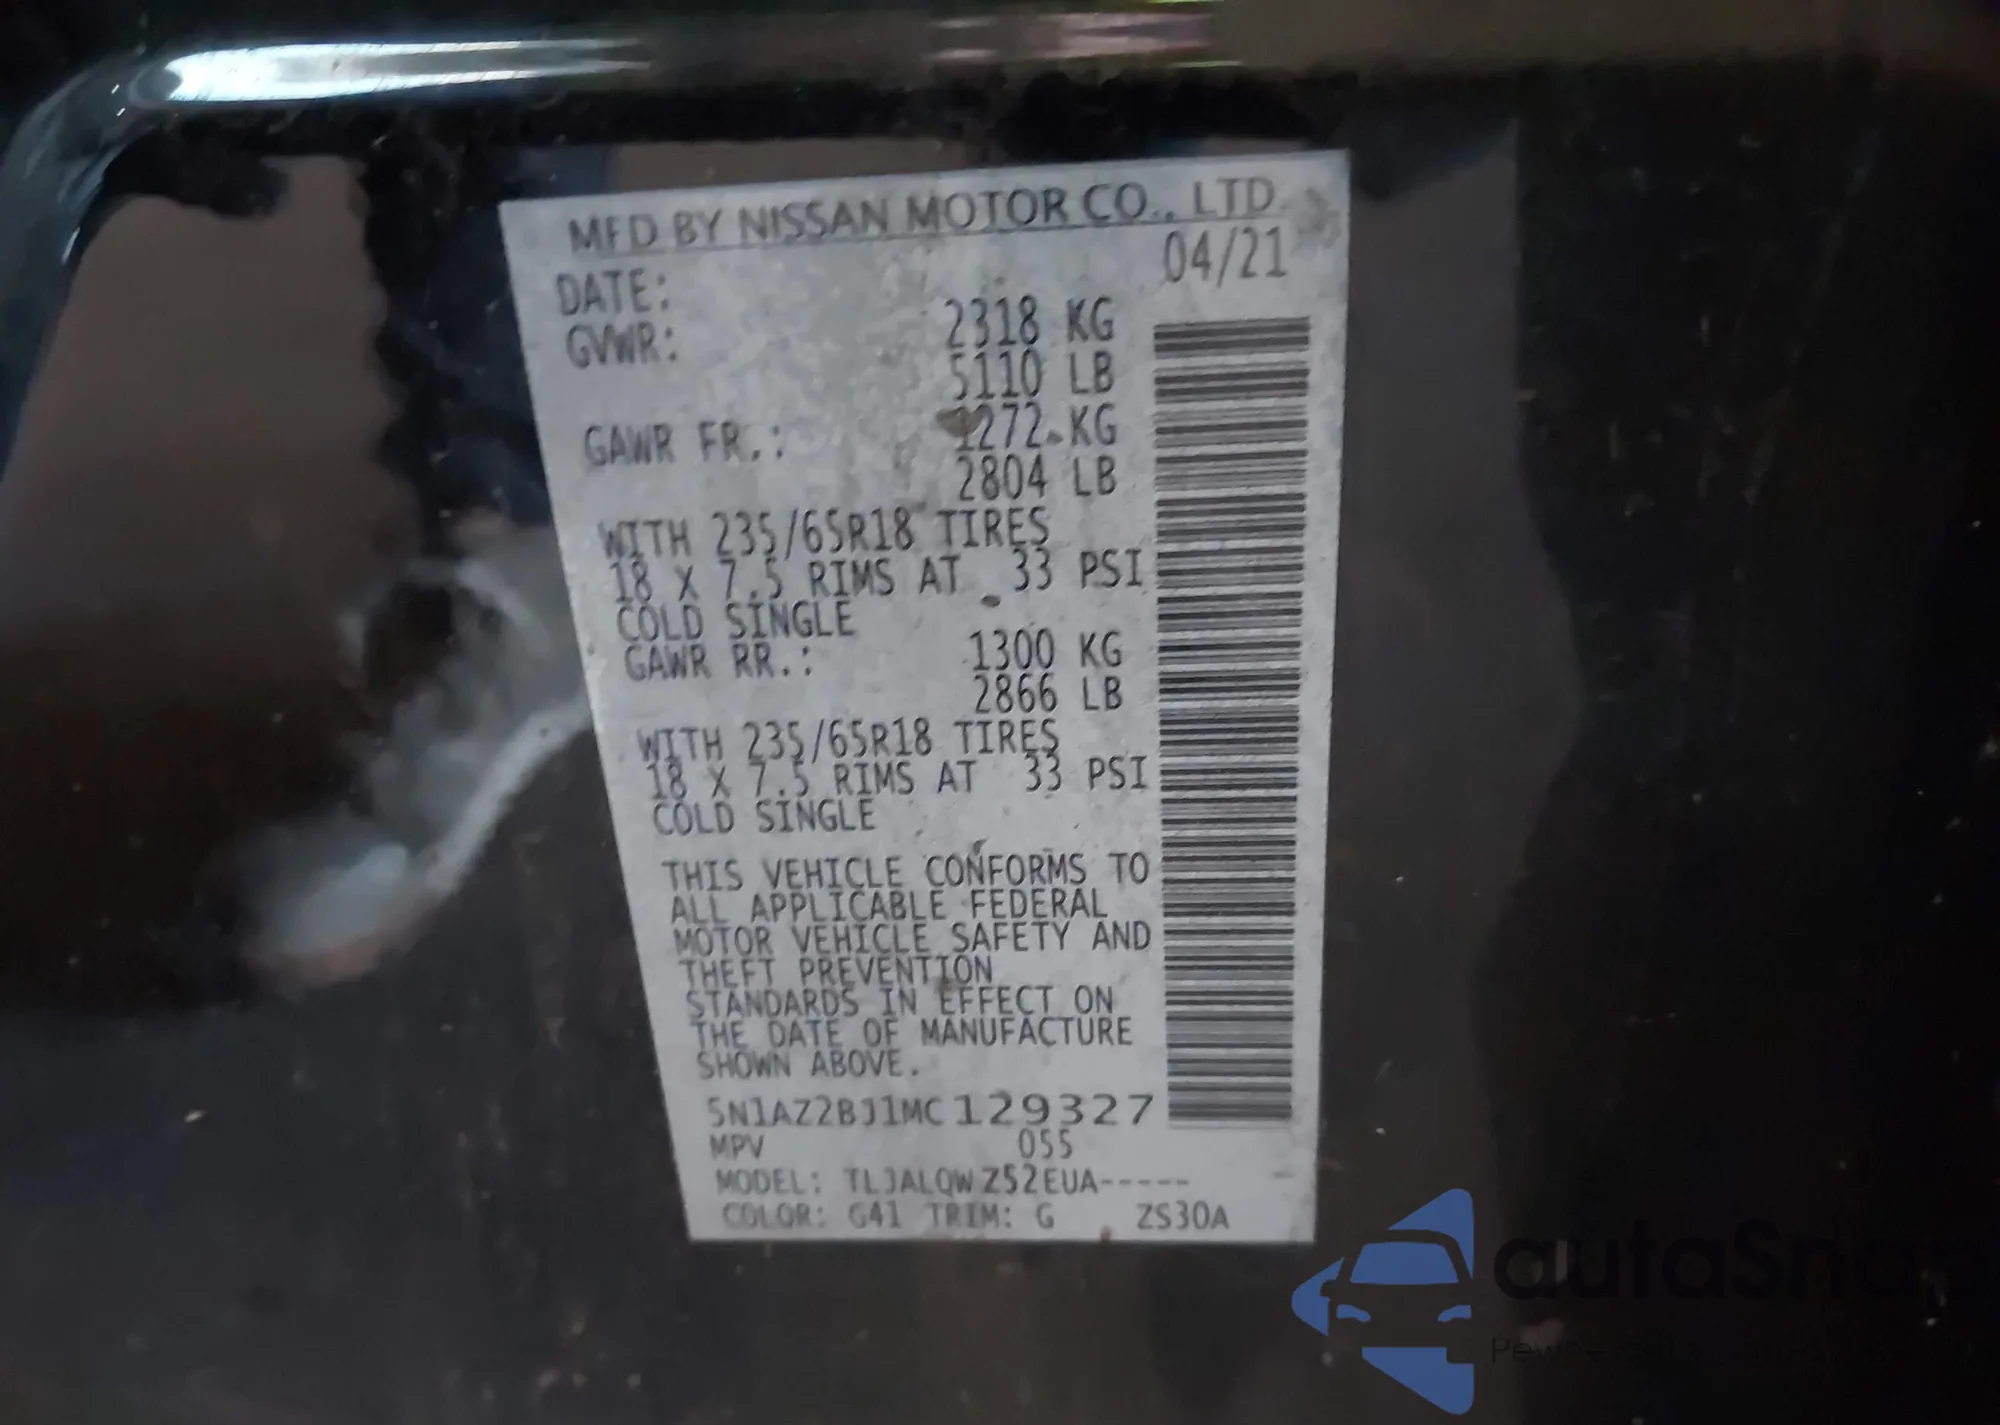 MFD BY NISSAN MOTOR CO., LTD.
DATE: 04/21
GVWR: 2318 KG
5110 LB
GAWR FR.: 1272 KG
2804 LB
WITH 235/65R18 TIRES
18 X 7.5 RIMS AT 33 PSI
COLD SINGLE
GAWR RR.: 1300 KG
2866 LB
WITH 235/65R18 TIRES
18 X 7.5 RIMS AT 33 PSI
COLD SINGLE
THIS VEHICLE CONFORMS TO
ALL APPLICABLE FEDERAL
MOTOR VEHICLE SAFETY AND
THEFT PREVENTION
STANDARDS IN EFFECT ON
THE DATE OF MANUFACTURE
SHOWN ABOVE.
5N1AZ2BJ1MC129327
MPV 055
MODEL: TLJALQWZ52EUA-----
COLOR: G41 TRIM: G ZS30A
autaSnap